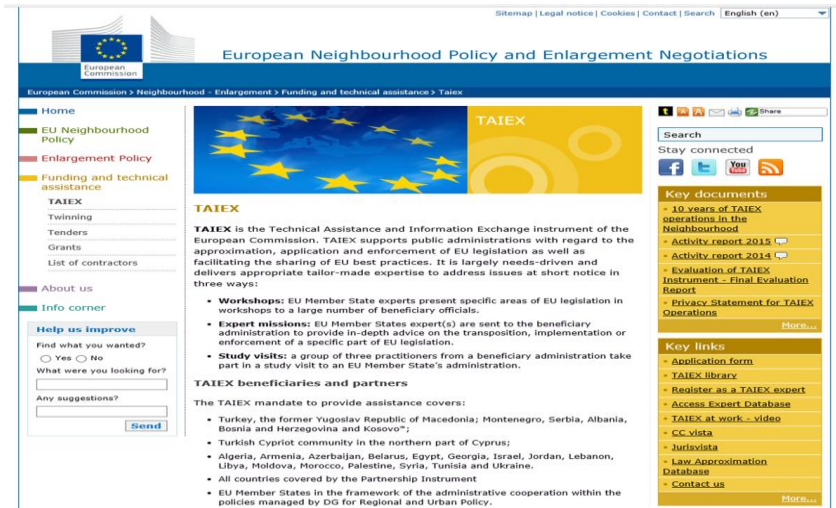 Sitemap | Legal notice | Cookies | Contact | Search English (en)
European Commission
European Neighbourhood Policy and Enlargement Negotiations
European Commission > Neighbourhood - Enlargement > Funding and technical assistance > Taiex
Home
EU Neighbourhood
Policy
Enlargement Policy
Funding and technical
assistance
TAIEX
Twinning
Tenders
Grants
List of contractors
About us
Info corner
Help us improve
Find what you wanted?
Yes No
What were you looking for?
Any suggestions?
Send
TAIEX
TAIEX
TAIEX is the Technical Assistance and Information Exchange instrument of the
European Commission. TAIEX supports public administrations with regard to the
approximation, application and enforcement of EU legislation as well as
facilitating the sharing of EU best practices. It is largely needs-driven and
delivers appropriate tailor-made expertise to address issues at short notice in
three ways:
• Workshops: EU Member State experts present specific areas of EU legislation in
workshops to a large number of beneficiary officials.
• Expert missions: EU Member States expert(s) are sent to the beneficiary
administration to provide in-depth advice on the transposition, implementation or
enforcement of a specific part of EU legislation.
• Study visits: a group of three practitioners from a beneficiary administration take
part in a study visit to an EU Member State's administration.
TAIEX beneficiaries and partners
The TAIEX mandate to provide assistance covers:
• Turkey, the former Yugoslav Republic of Macedonia; Montenegro, Serbia, Albania,
Bosnia and Herzegovina and Kosovo*;
• Turkish Cypriot community in the northern part of Cyprus;
• Algeria, Armenia, Azerbaijan, Belarus, Egypt, Georgia, Israel, Jordan, Lebanon,
Libya, Moldova, Morocco, Palestine, Syria, Tunisia and Ukraine.
• All countries covered by the Partnership Instrument
• EU Member States in the framework of the administrative cooperation within the
policies managed by DG for Regional and Urban Policy.
t A A Share
Search
Stay connected
f t You Tube
Key documents
10 years of TAIEX
operations in the
Neighbourhood
Activity report 2015
Activity report 2014
Evaluation of TAIEX
Instrument - Final Evaluation
Report
Privacy Statement for TAIEX
Operations
More...
Key links
Application form
TAIEX library
Register as a TAIEX expert
Access Expert Database
TAIEX at work - video
CC vista
Jurisvista
Law Approximation
Database
Contact us
More...